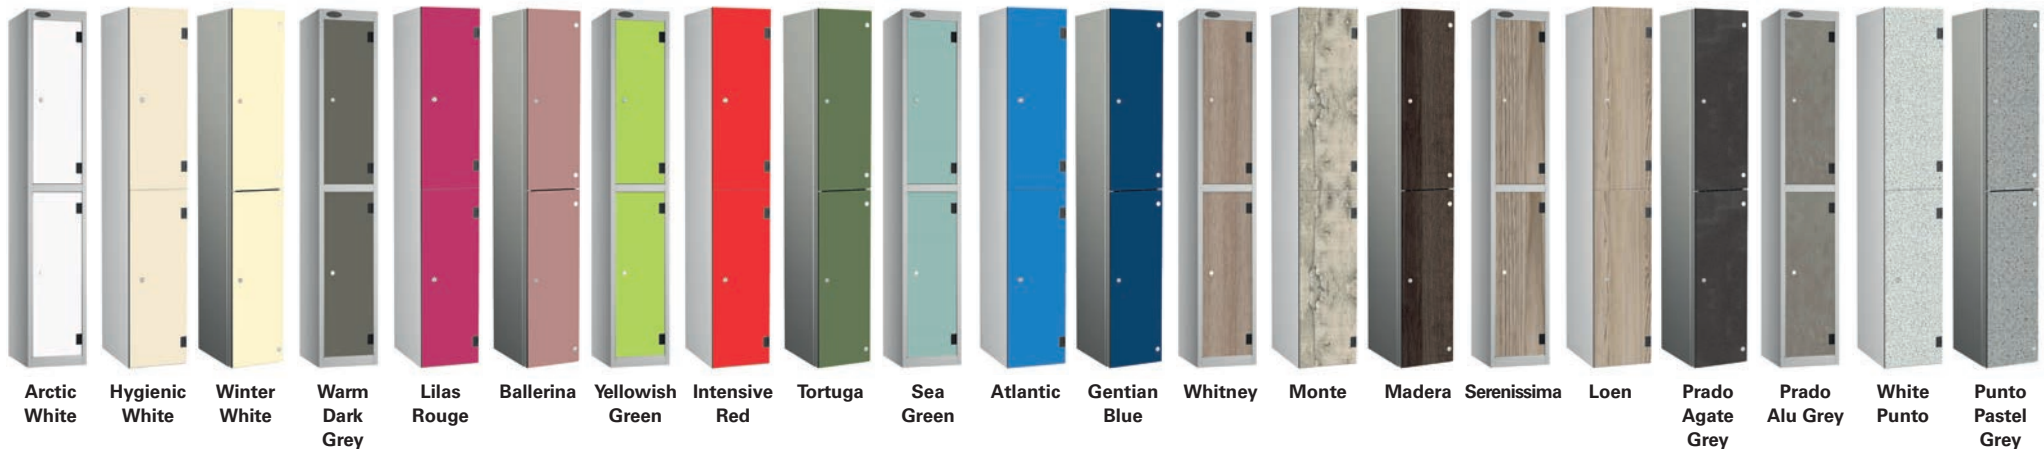 Arctic
White
Hygienic
White
Winter
White
Warm
Dark
Grey
Lilas
Rouge
Ballerina
Yellowish
Green
Intensive
Red
Tortuga
Sea
Green
Atlantic
Gentian
Blue
Whitney
Monte
Madera
Serenissima
Loen
Prado
Agate
Grey
Prado
Alu Grey
White
Punto
Punto
Pastel
Grey